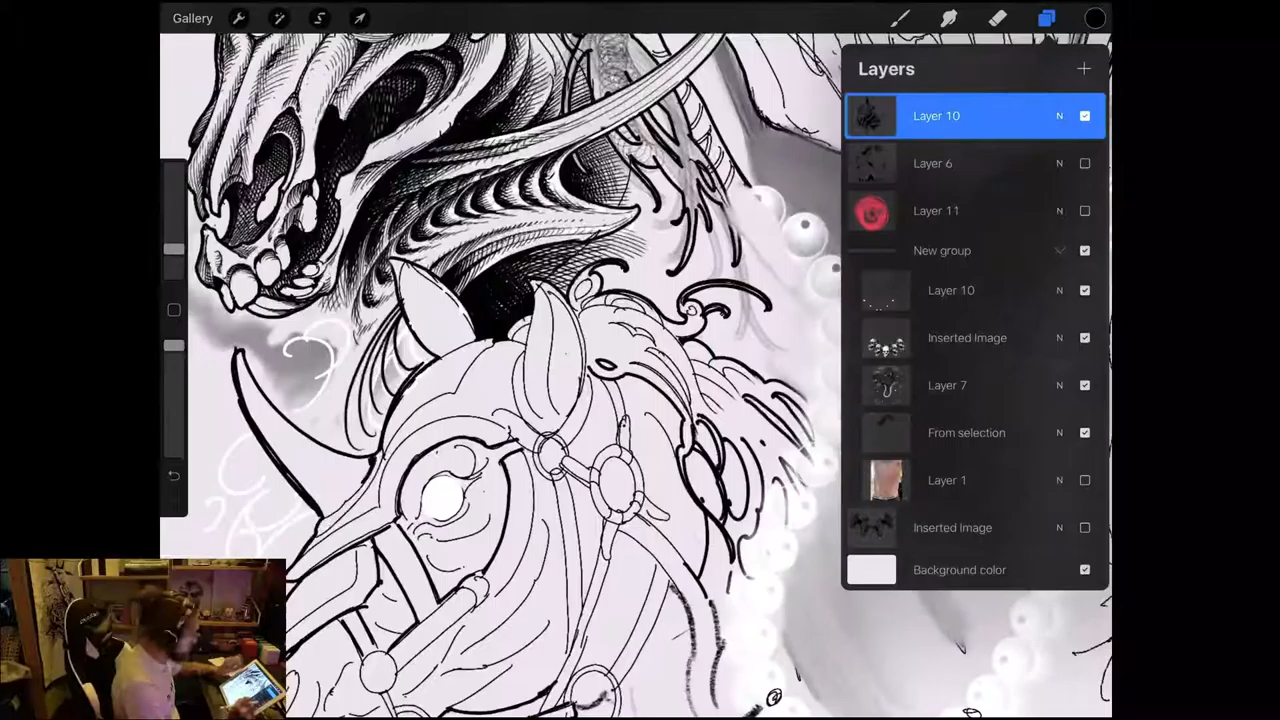 Gallery
Layers
Layer 10 N
Layer 6 N
Layer 11 N
New group
Layer 10 N
Inserted Image N
Layer 7 N
From selection N
Layer 1 N
Inserted Image N
Background color